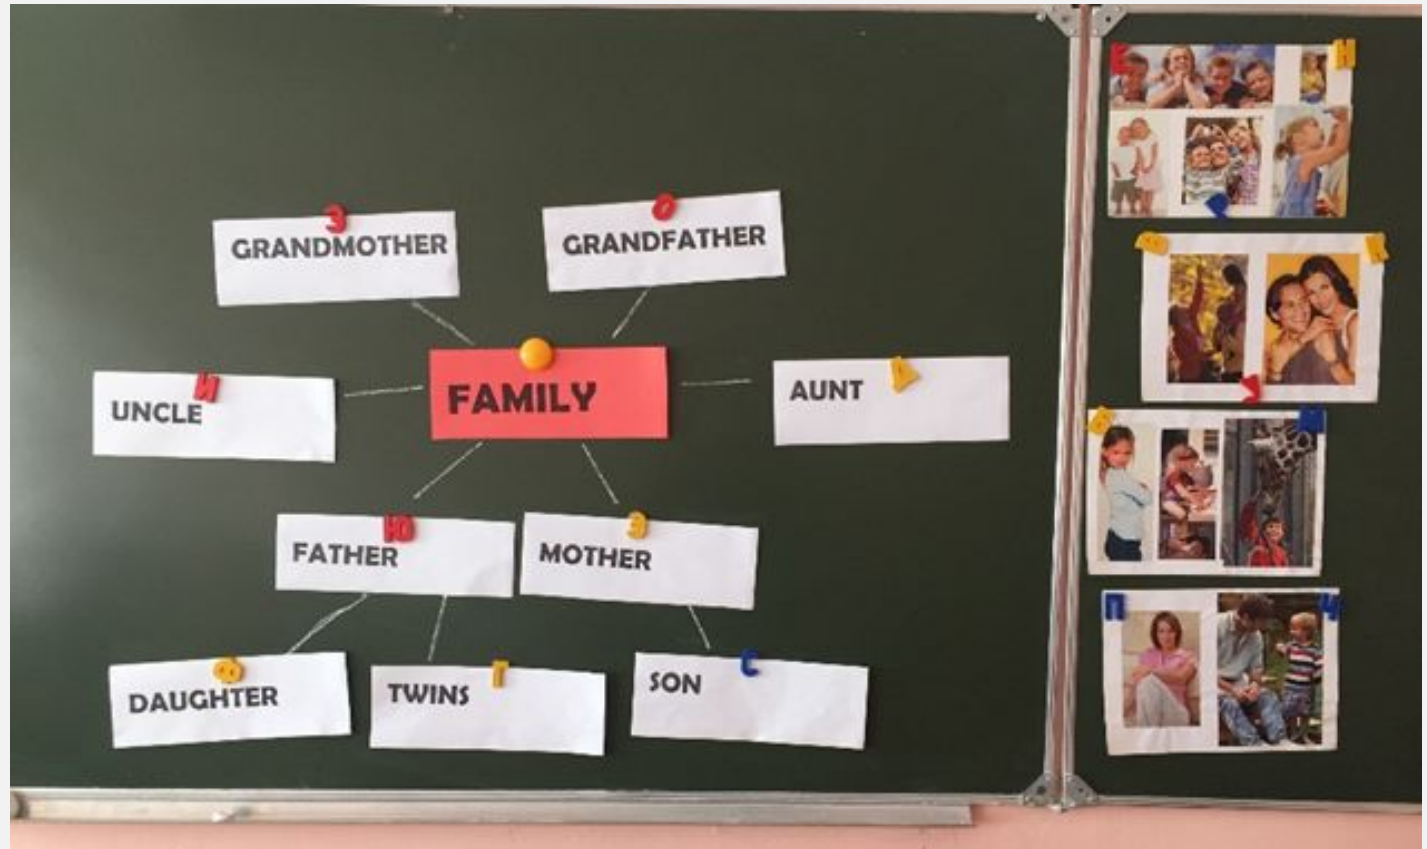 GRANDMOTHER
GRANDFATHER
UNCLE
FAMILY
AUNT
FATHER
MOTHER
DAUGHTER
TWINS
SON